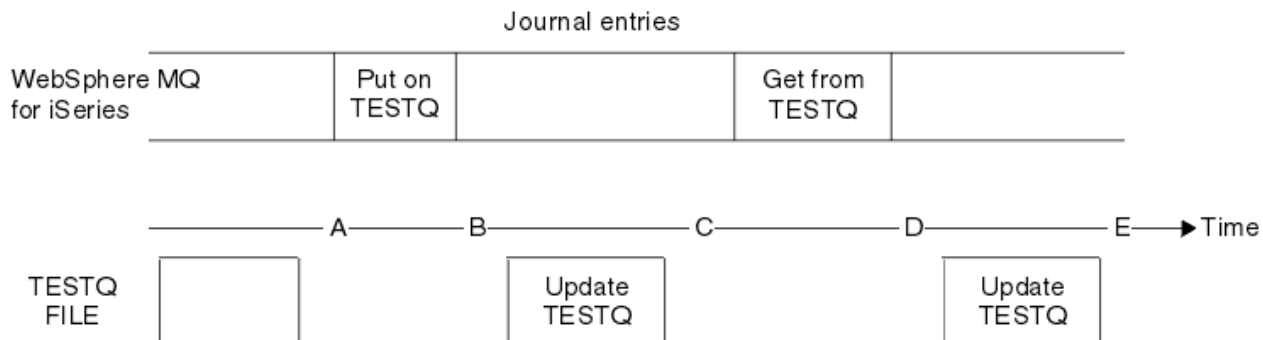 Journal entries
WebSphere MQ
for iSeries
Put on
TESTQ
Get from
TESTQ
A
B
C
D
E
Time
TESTQ
FILE
Update
TESTQ
Update
TESTQ